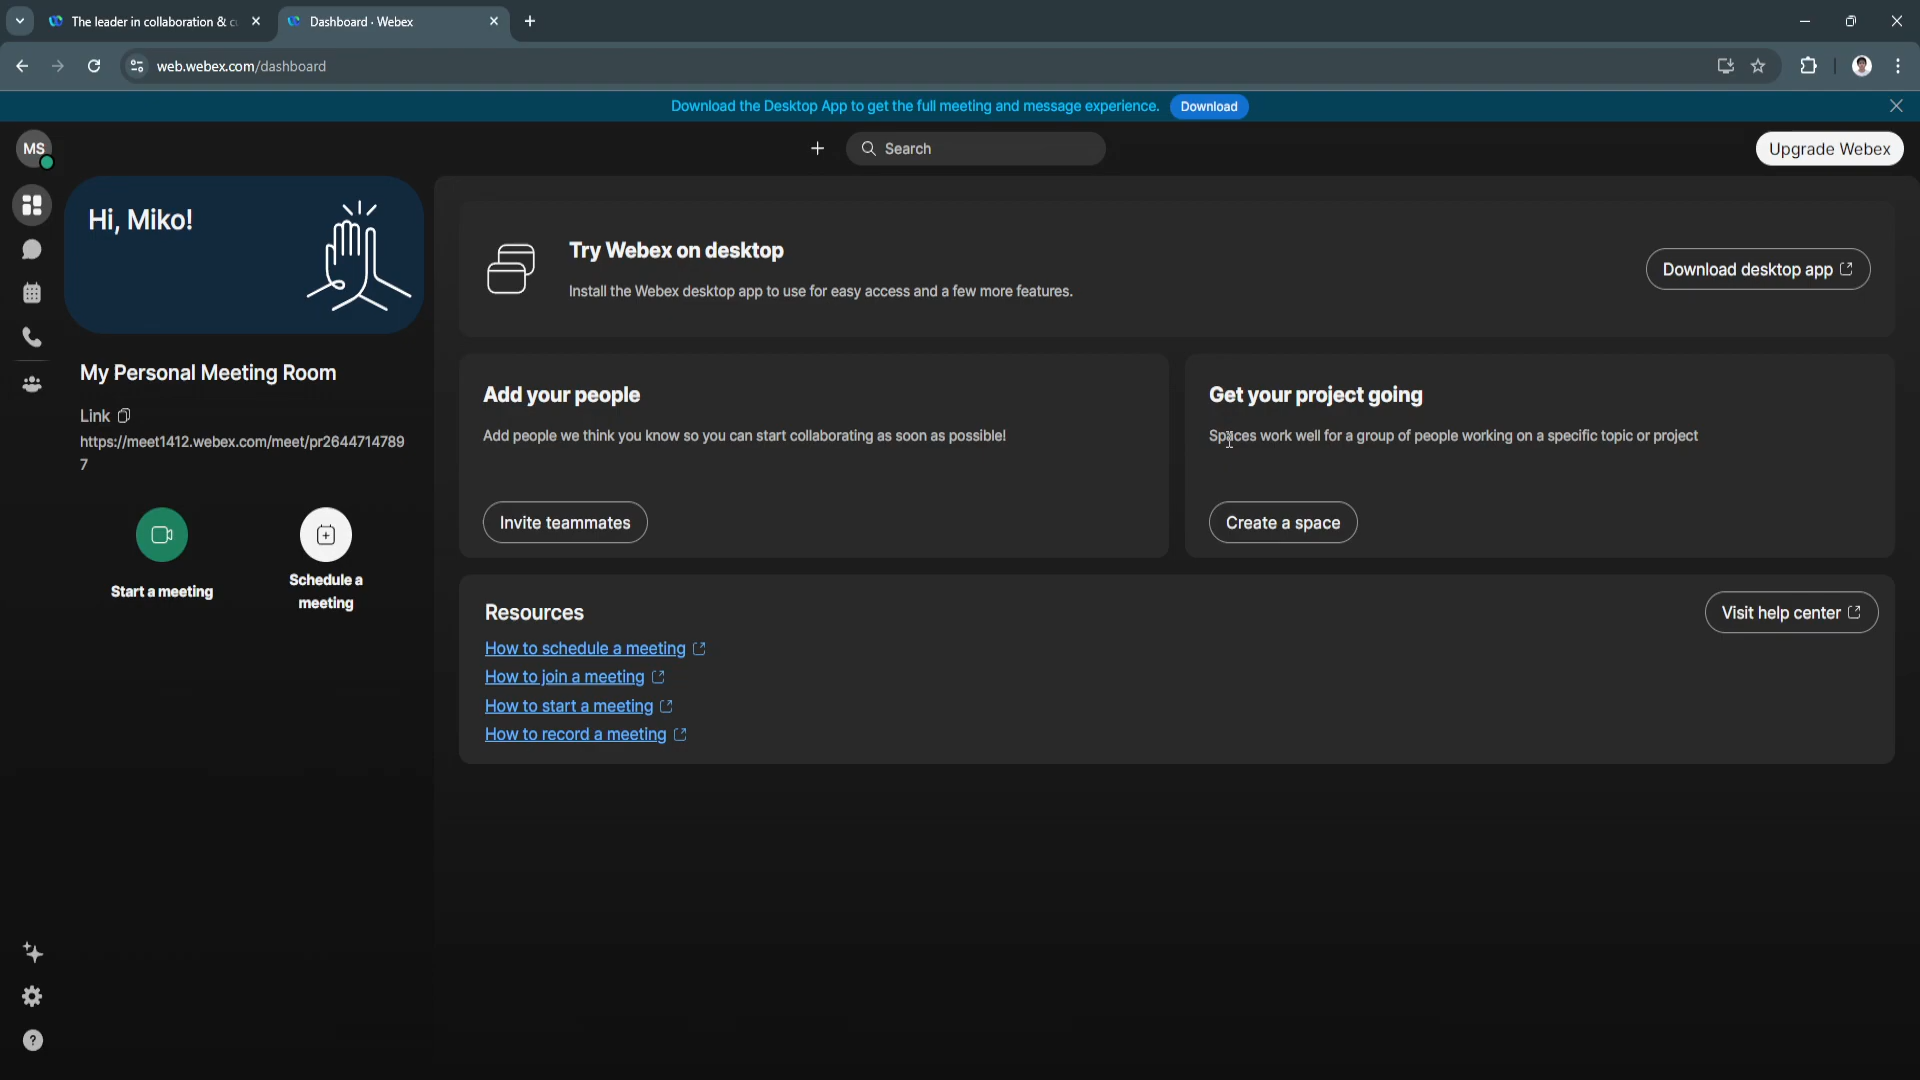 The leader in collaboration & c
Dashboard · Webex
web.webex.com/dashboard
Download the Desktop App to get the full meeting and message experience.
Download
MS
Search
Upgrade Webex
Hi, Miko!
Try Webex on desktop
Install the Webex desktop app to use for easy access and a few more features.
Download desktop app
My Personal Meeting Room
Link
https://meet1412.webex.com/meet/pr2644714789
7
Start a meeting
Schedule a
meeting
Add your people
Add people we think you know so you can start collaborating as soon as possible!
Invite teammates
Get your project going
Spaces work well for a group of people working on a specific topic or project
Create a space
Resources
Visit help center
How to schedule a meeting
How to join a meeting
How to start a meeting
How to record a meeting
?